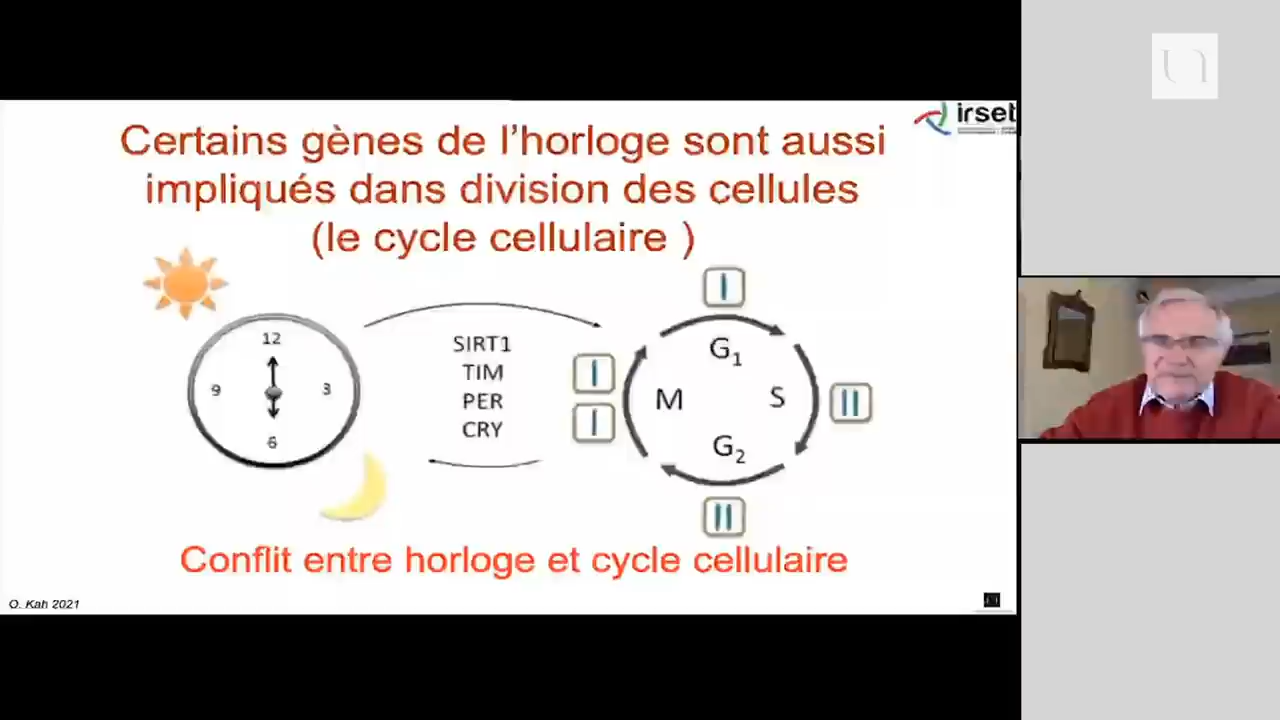 irset
Certains gènes de l’horloge sont aussi
impliqués dans division des cellules
(le cycle cellulaire )
12
9
3
6
SIRT1
TIM
PER
CRY
I
I
I
II
II
G1
M
S
G2
Conflit entre horloge et cycle cellulaire
O. Kah 2021